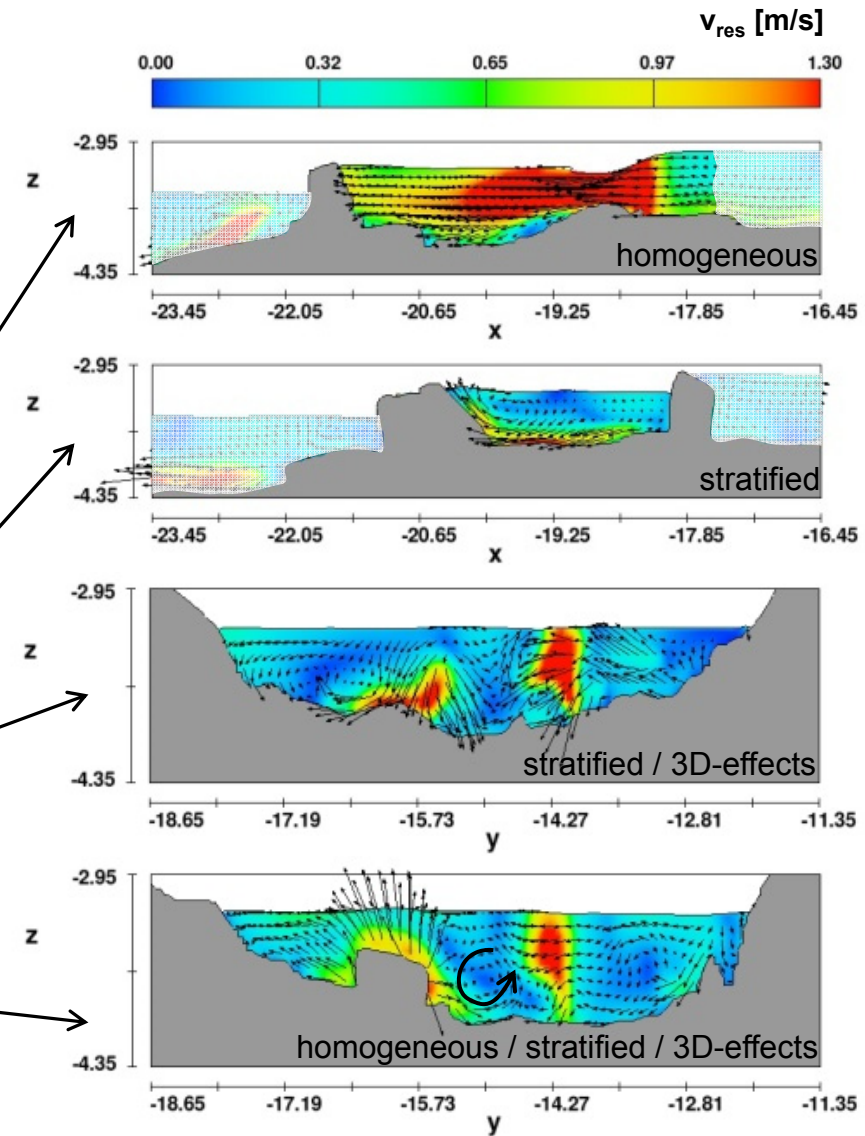 v_res [m/s]
0.00 0.32 0.65 0.97 1.30
-2.95
z
-4.35
homogeneous
-23.45 -22.05 -20.65 -19.25 -17.85 -16.45
x
-2.95
z
-4.35
stratified
-23.45 -22.05 -20.65 -19.25 -17.85 -16.45
x
-2.95
z
-4.35
stratified / 3D-effects
-18.65 -17.19 -15.73 -14.27 -12.81 -11.35
y
-2.95
z
-4.35
homogeneous / stratified / 3D-effects
-18.65 -17.19 -15.73 -14.27 -12.81 -11.35
y